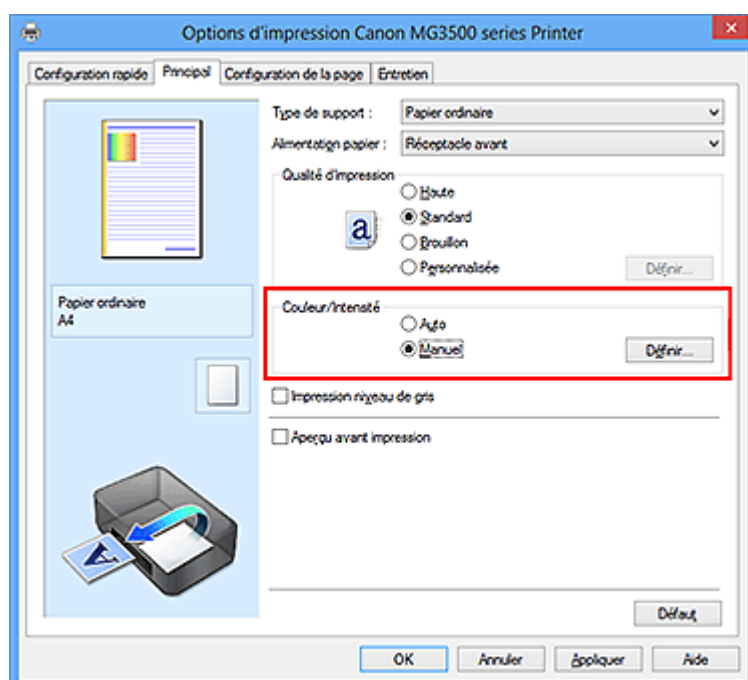 Options d'impression Canon MG3500 series Printer
Configuration rapide Principal Configuration de la page Entretien
Type de support : Papier ordinaire
Alimentation papier : Réceptacle avant
Qualité d'impression
Haute
Standard
Brouillon
Personnalisée Définir...
Papier ordinaire
A4
Couleur/Intensité
Auto
Manuel Définir...
Impression niveau de gris
Aperçu avant impression
Défaut
OK Annuler Appliquer Aide